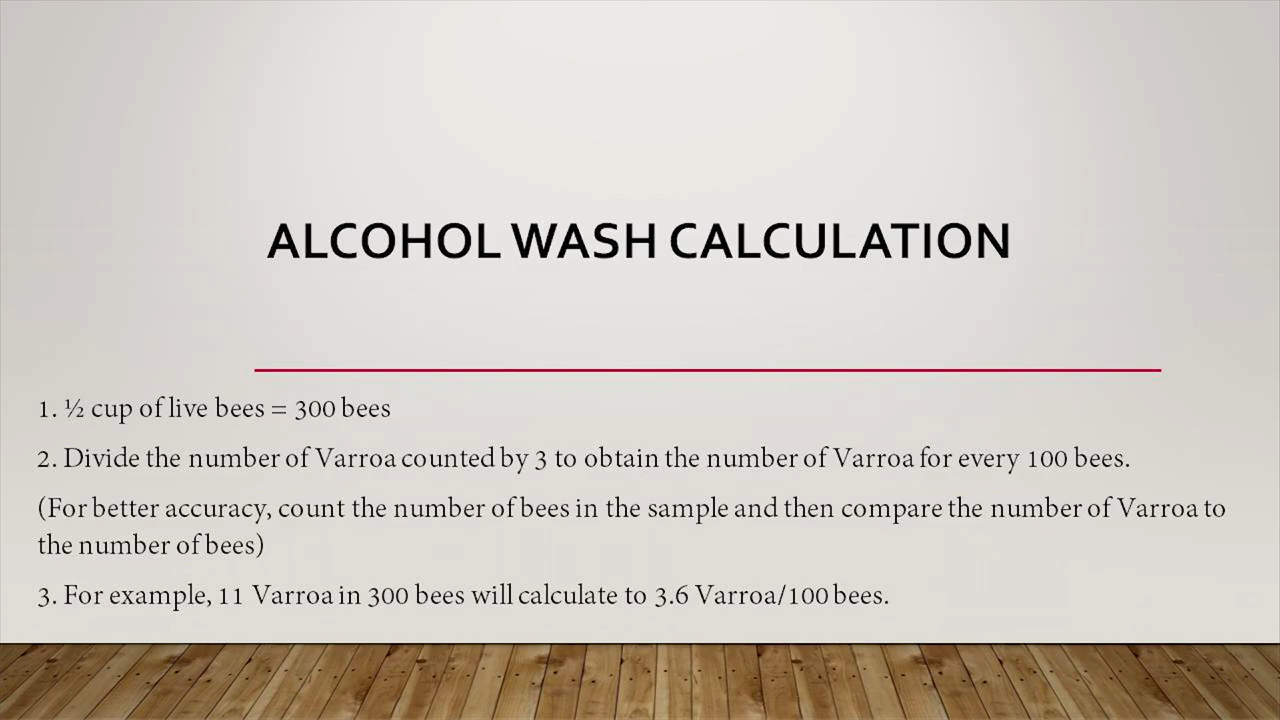 ALCOHOL WASH CALCULATION
1. ½ cup of live bees = 300 bees
2. Divide the number of Varroa counted by 3 to obtain the number of Varroa for every 100 bees.
(For better accuracy, count the number of bees in the sample and then compare the number of Varroa to
the number of bees)
3. For example, 11 Varroa in 300 bees will calculate to 3.6 Varroa/100 bees.